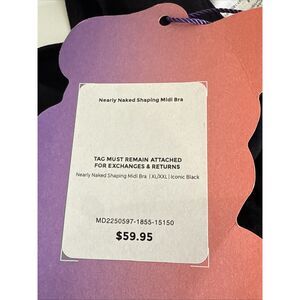 Nearly Naked Shaping Midi Bra
TAG MUST REMAIN ATTACHED
FOR EXCHANGES & RETURNS
Nearly Naked Shaping Midi Bra | XL/XXL | Iconic Black
MD2250597-1855-15150
$59.95